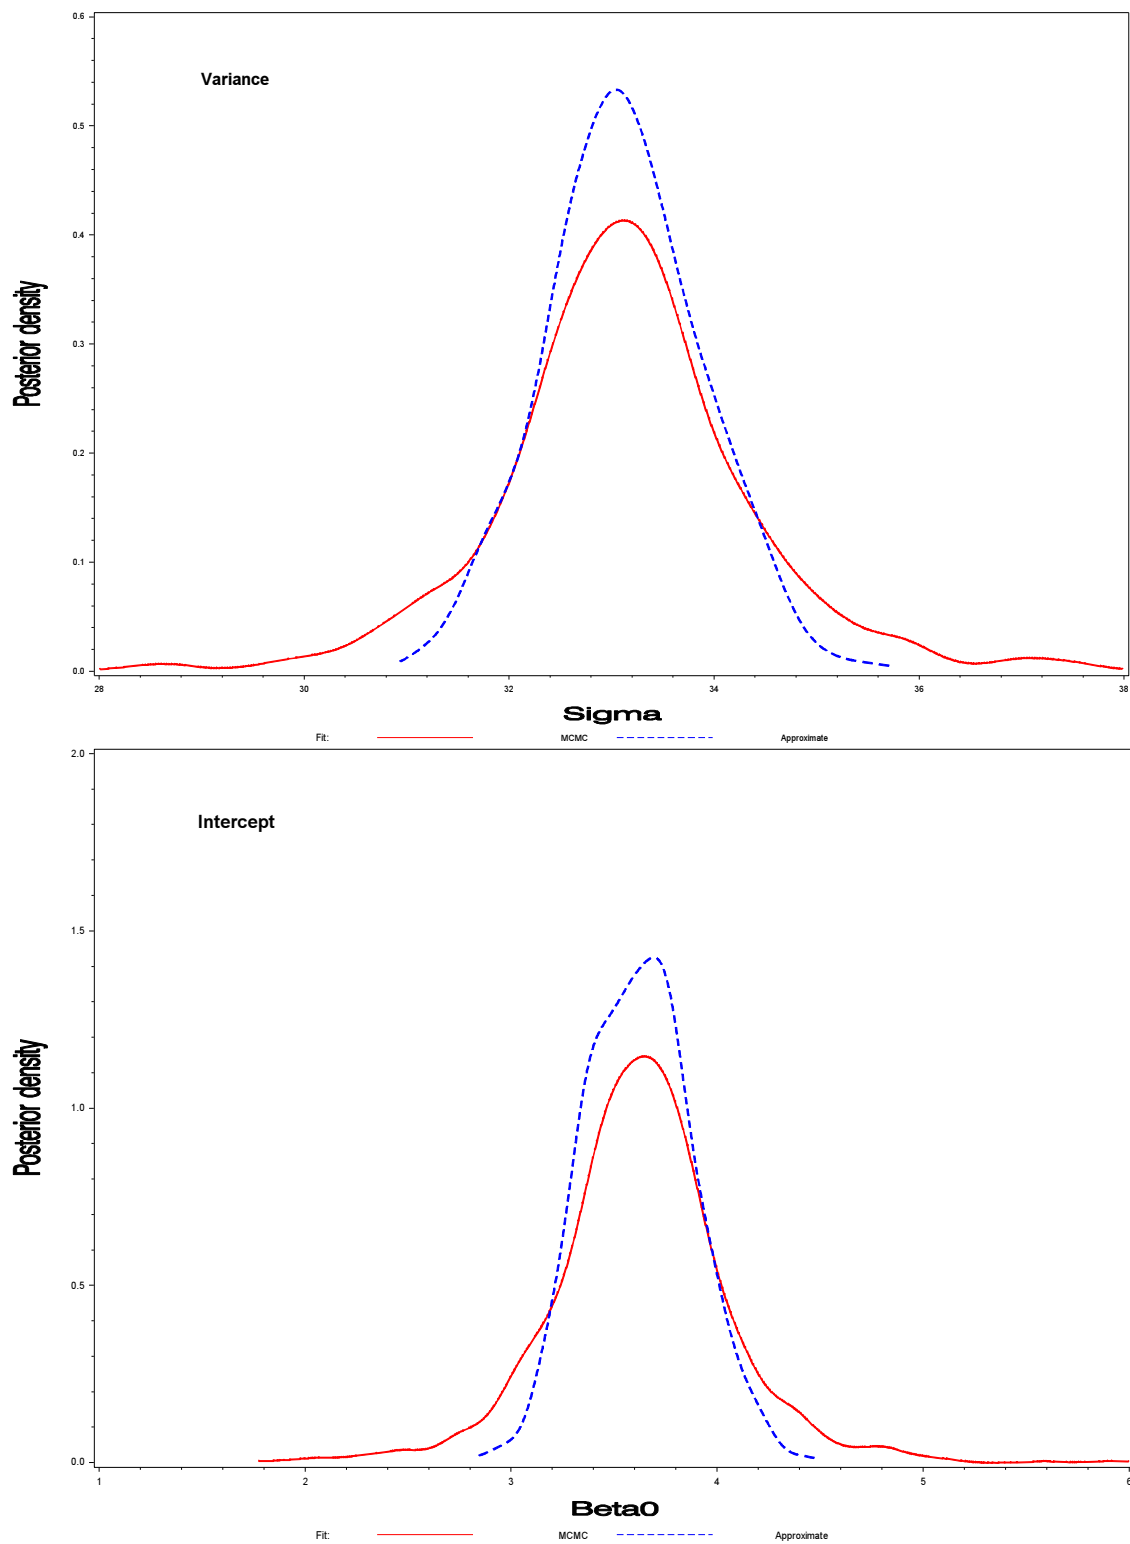 0.6
Variance
0.5
0.4
0.3
0.2
0.1
0.0
Posterior density
28 30 32 34 36 38
Sigma
Fit: MCMC Approximate
2.0
Intercept
1.5
1.0
0.5
0.0
Posterior density
1 2 3 4 5 6
Beta0
Fit: MCMC Approximate